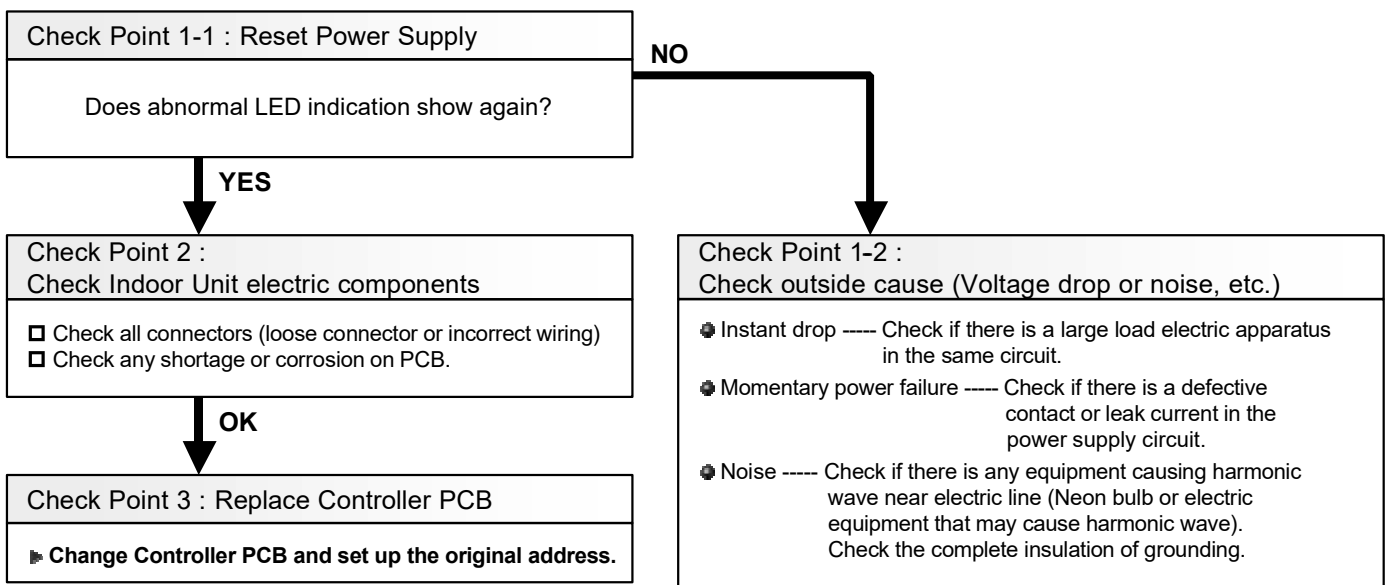 Check Point 1-1 : Reset Power Supply
Does abnormal LED indication show again?
NO
YES
Check Point 2 :
Check Indoor Unit electric components
☐ Check all connectors (loose connector or incorrect wiring)
☐ Check any shortage or corrosion on PCB.
OK
Check Point 3 : Replace Controller PCB
Change Controller PCB and set up the original address.
Check Point 1-2 :
Check outside cause (Voltage drop or noise, etc.)
Instant drop ----- Check if there is a large load electric apparatus
in the same circuit.
Momentary power failure ----- Check if there is a defective
contact or leak current in the
power supply circuit.
Noise ----- Check if there is any equipment causing harmonic
wave near electric line (Neon bulb or electric
equipment that may cause harmonic wave).
Check the complete insulation of grounding.